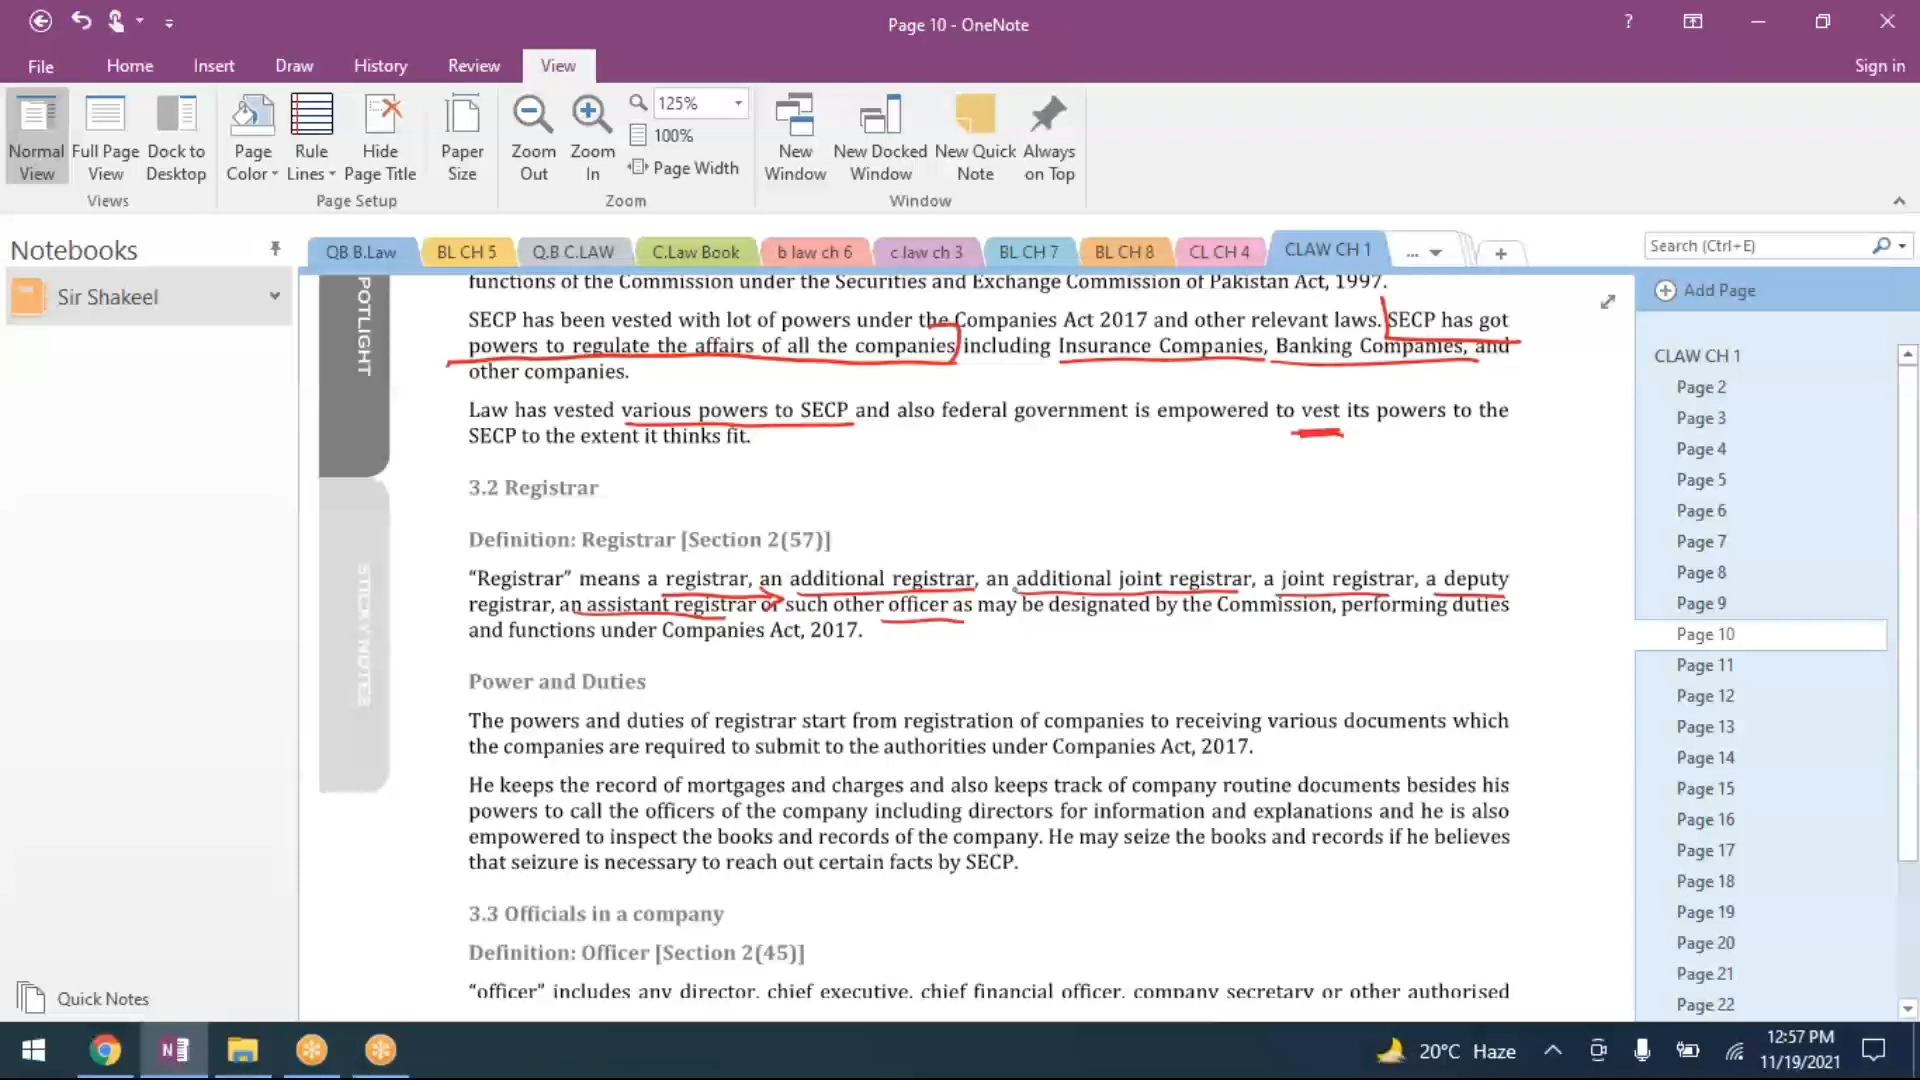 Page 10 - OneNote
?
File
Home
Insert
Draw
History
Review
View
Sign in
Normal View
Full Page View
Dock to Desktop
Page Color
Rule Lines
Hide Page Title
Paper Size
Zoom Out
Zoom In
125%
100%
Page Width
New Window
New Docked Window
New Quick Note
Always on Top
Views
Page Setup
Zoom
Window
Notebooks
Sir Shakeel
Quick Notes
QB B.Law
BL CH 5
Q.B C.LAW
C.Law Book
b law ch 6
c law ch 3
BL CH 7
BL CH 8
CL CH 4
CLAW CH 1
...
Search (Ctrl+E)
POTLIGHT
STICKY NOTES
functions of the Commission under the Securities and Exchange Commission of Pakistan Act, 1997.
SECP has been vested with lot of powers under the Companies Act 2017 and other relevant laws. SECP has got
powers to regulate the affairs of all the companies including Insurance Companies, Banking Companies, and
other companies.
Law has vested various powers to SECP and also federal government is empowered to vest its powers to the
SECP to the extent it thinks fit.
3.2 Registrar
Definition: Registrar [Section 2(57)]
“Registrar” means a registrar, an additional registrar, an additional joint registrar, a joint registrar, a deputy
registrar, an assistant registrar or such other officer as may be designated by the Commission, performing duties
and functions under Companies Act, 2017.
Power and Duties
The powers and duties of registrar start from registration of companies to receiving various documents which
the companies are required to submit to the authorities under Companies Act, 2017.
He keeps the record of mortgages and charges and also keeps track of company routine documents besides his
powers to call the officers of the company including directors for information and explanations and he is also
empowered to inspect the books and records of the company. He may seize the books and records if he believes
that seizure is necessary to reach out certain facts by SECP.
3.3 Officials in a company
Definition: Officer [Section 2(45)]
“officer” includes any director, chief executive, chief financial officer, company secretary or other authorised
Add Page
CLAW CH 1
Page 2
Page 3
Page 4
Page 5
Page 6
Page 7
Page 8
Page 9
Page 10
Page 11
Page 12
Page 13
Page 14
Page 15
Page 16
Page 17
Page 18
Page 19
Page 20
Page 21
Page 22
20°C Haze
12:57 PM
11/19/2021